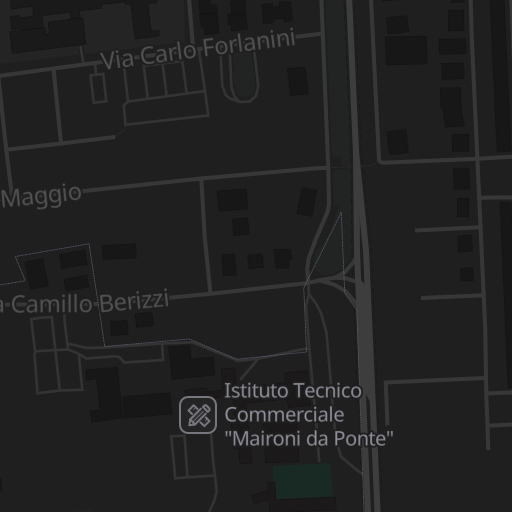 Via Carlo Forlanini
Maggio
a Camillo Berizzi
Istituto Tecnico
Commerciale
"Maironi da Ponte"